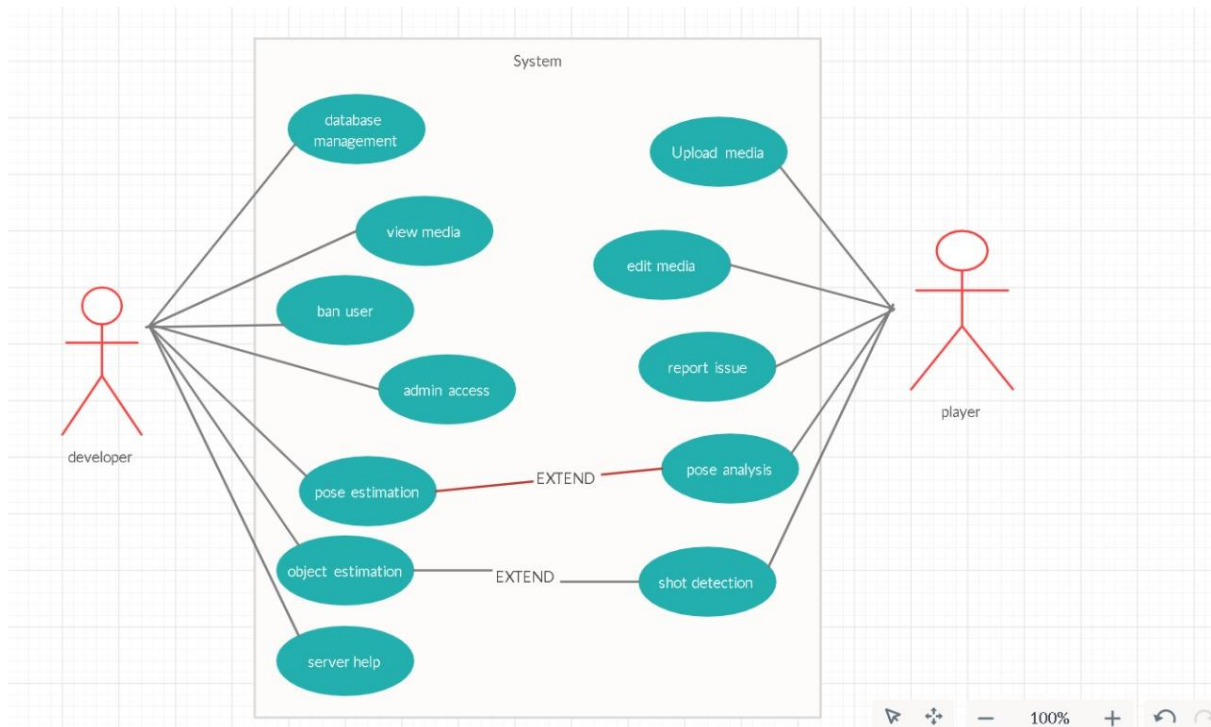 System
database
management
Upload media
view media
edit media
ban user
report issue
admin access
player
developer
pose estimation
EXTEND
pose analysis
object estimation
EXTEND
shot detection
server help
100%